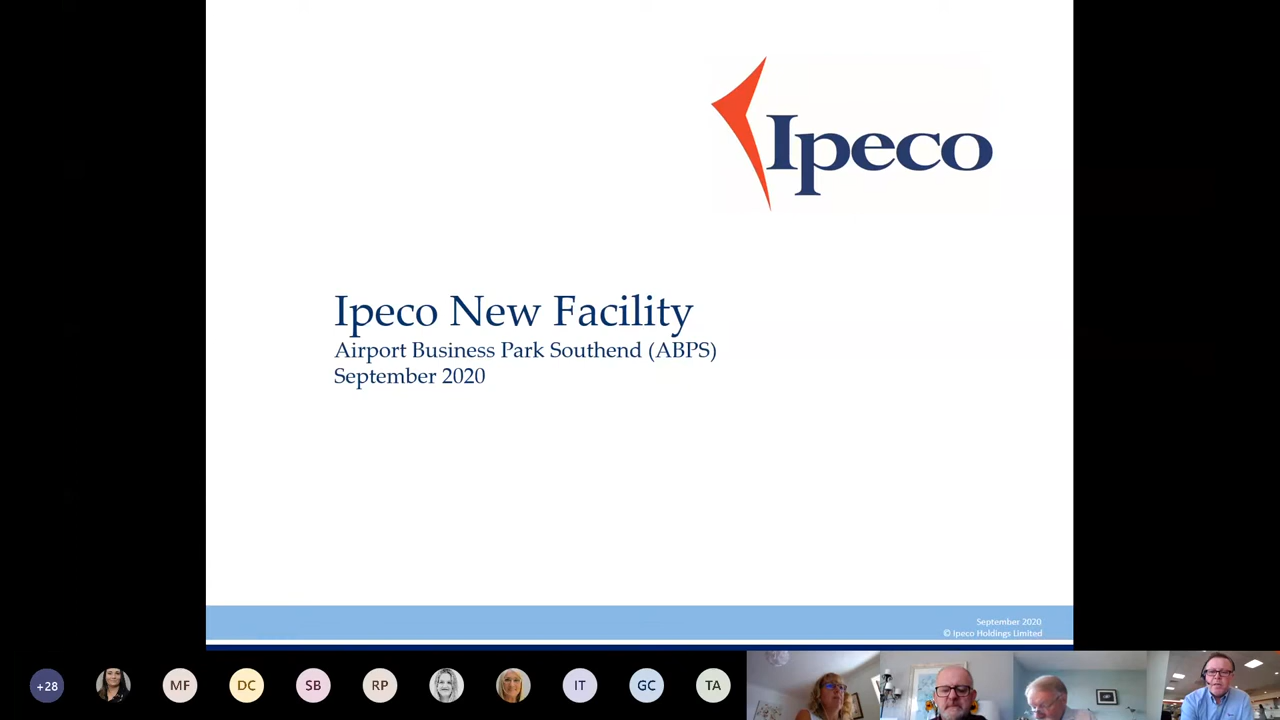 Ipeco
Ipeco New Facility
Airport Business Park Southend (ABPS)
September 2020
September 2020
© Ipeco Holdings Limited
+28
MF
DC
SB
RP
IT
GC
TA